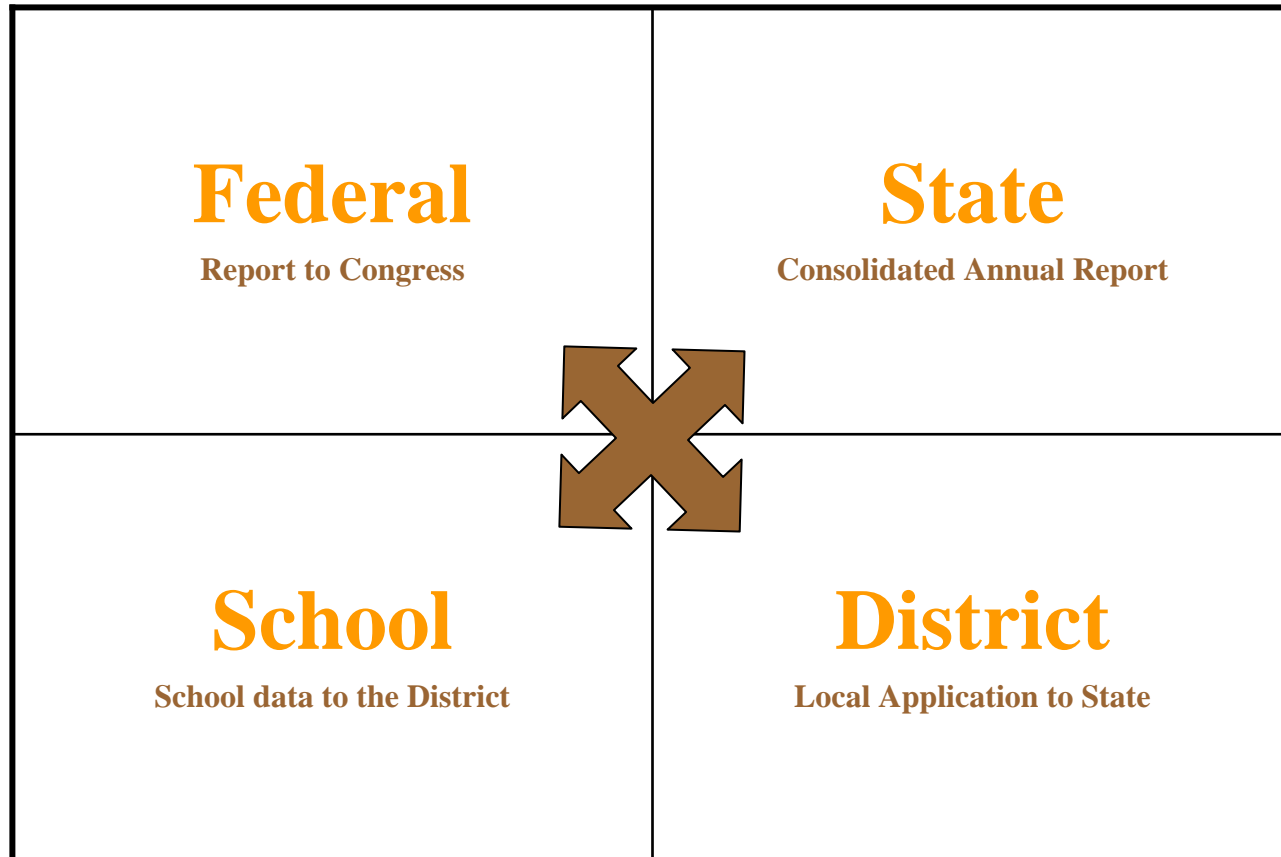 Federal
Report to Congress
State
Consolidated Annual Report
School
School data to the District
District
Local Application to State